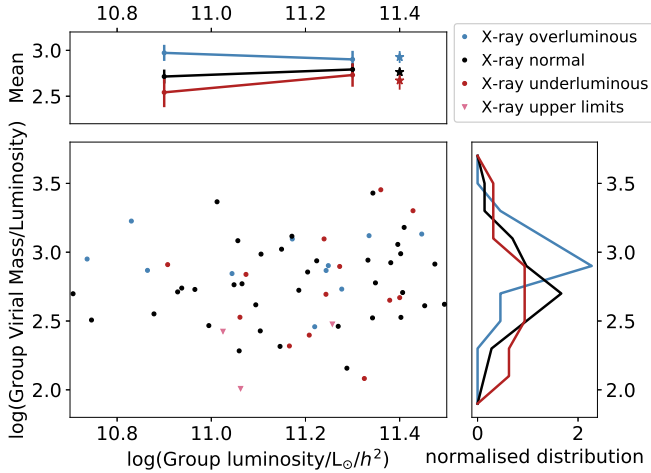 10.8 11.0 11.2 11.4
X-ray overluminous
X-ray normal
X-ray underluminous
X-ray upper limits
Mean
3.0
2.5
log(Group Virial Mass/Luminosity)
3.5
3.0
2.5
2.0
3.5
3.0
2.5
2.0
10.8 11.0 11.2 11.4
0 2
log(Group luminosity/L⊙/h²)
normalised distribution